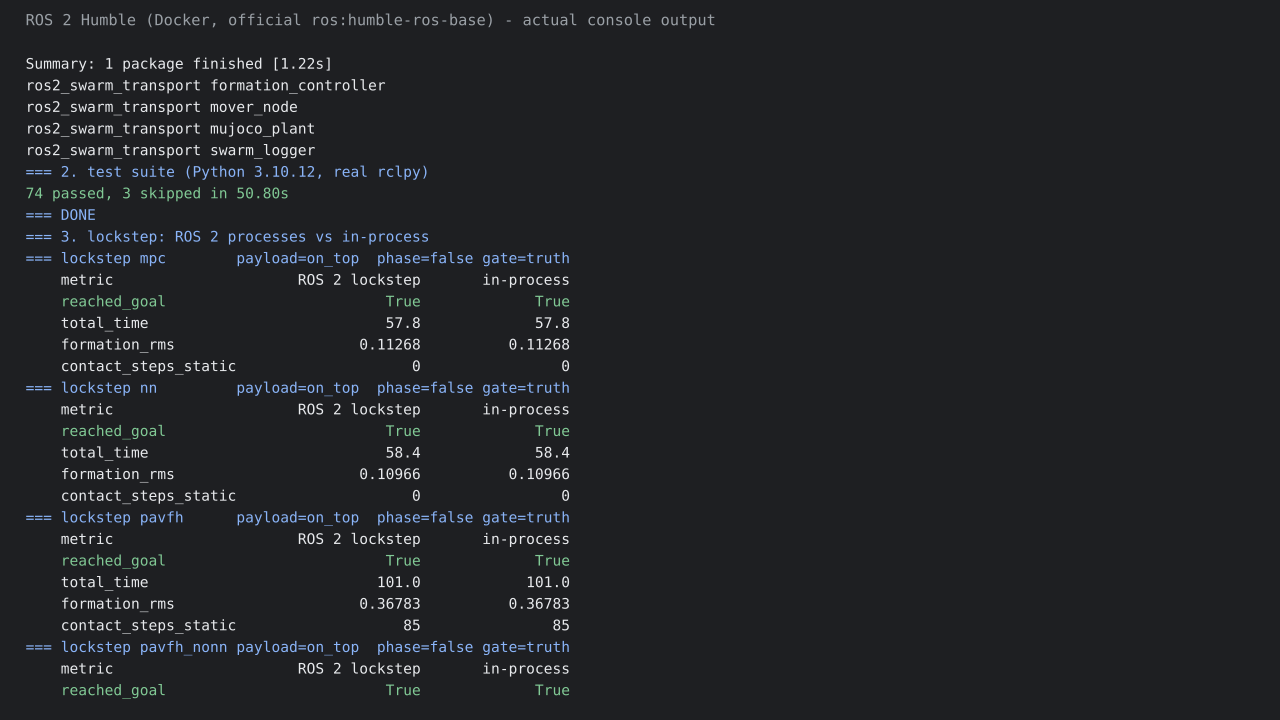 ROS 2 Humble (Docker, official ros:humble-ros-base) - actual console output
Summary: 1 package finished [1.22s]
ros2_swarm_transport formation_controller
ros2_swarm_transport mover_node
ros2_swarm_transport mujoco_plant
ros2_swarm_transport swarm_logger
=== 2. test suite (Python 3.10.12, real rclpy)
74 passed, 3 skipped in 50.80s
=== DONE
=== 3. lockstep: ROS 2 processes vs in-process
=== lockstep mpc        payload=on_top  phase=false gate=truth
    metric                     ROS 2 lockstep       in-process
    reached_goal                         True             True
    total_time                           57.8             57.8
    formation_rms                     0.11268          0.11268
    contact_steps_static                    0                0
=== lockstep nn         payload=on_top  phase=false gate=truth
    metric                     ROS 2 lockstep       in-process
    reached_goal                         True             True
    total_time                           58.4             58.4
    formation_rms                     0.10966          0.10966
    contact_steps_static                    0                0
=== lockstep pavfh      payload=on_top  phase=false gate=truth
    metric                     ROS 2 lockstep       in-process
    reached_goal                         True             True
    total_time                          101.0            101.0
    formation_rms                     0.36783          0.36783
    contact_steps_static                   85               85
=== lockstep pavfh_nonn payload=on_top  phase=false gate=truth
    metric                     ROS 2 lockstep       in-process
    reached_goal                         True             True